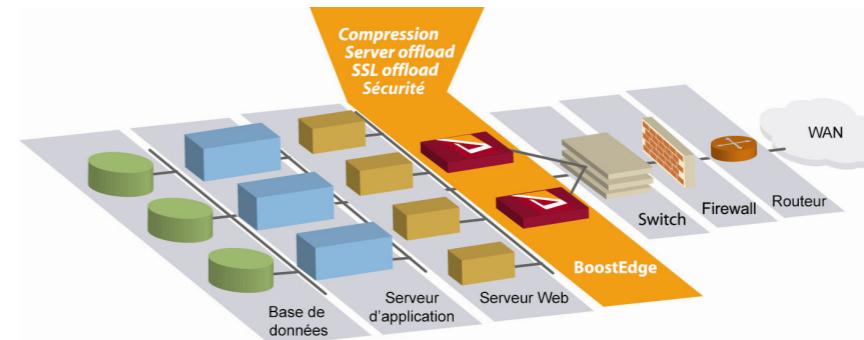 Compression
Server offload
SSL offload
Sécurité
WAN
Routeur
Firewall
Switch
BoostEdge
Serveur Web
Serveur
d'application
Base de
données